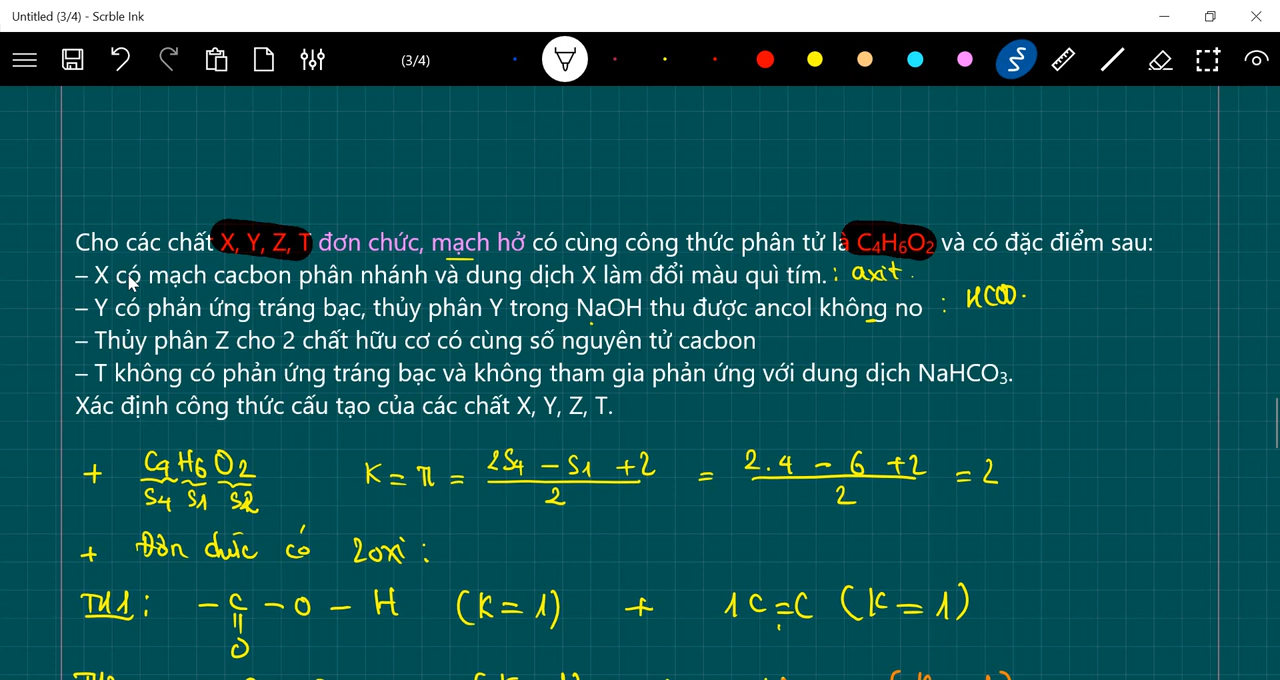 Untitled (3/4) - Scrble Ink
(3/4)
Cho các chất X, Y, Z, T đơn chức, mạch hở có cùng công thức phân tử là C₄H₆O₂ và có đặc điểm sau:
– X có mạch cacbon phân nhánh và dung dịch X làm đổi màu quì tím. : axit.
– Y có phản ứng tráng bạc, thủy phân Y trong NaOH thu được ancol không no : HCOO.
– Thủy phân Z cho 2 chất hữu cơ có cùng số nguyên tử cacbon
– T không có phản ứng tráng bạc và không tham gia phản ứng với dung dịch NaHCO₃.
Xác định công thức cấu tạo của các chất X, Y, Z, T.
+ C4H6O2 K = π = 2S4 - S1 + 2 / 2 = 2.4 - 6 + 2 / 2 = 2
S4 S1 S2
+ Đơn chức có 2oxi :
TH1 : - C - O - H (K = 1) + 1C = C (K = 1)
O